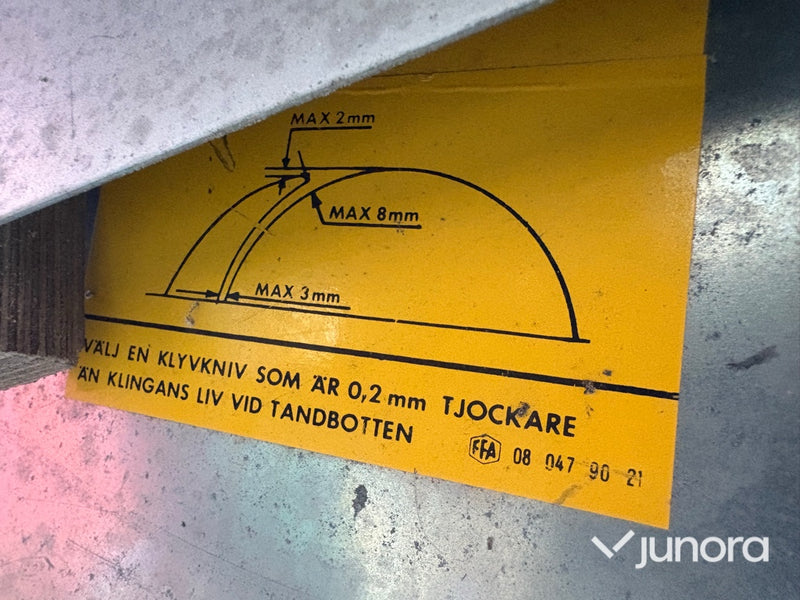 MAX 2mm
MAX 8mm
MAX 3mm
VÄLJ EN KLYVKNIV SOM ÄR 0,2 mm TJOCKARE
ÄN KLINGANS LIV VID TANDBOTTEN
FFA 08 047 90 21
junora